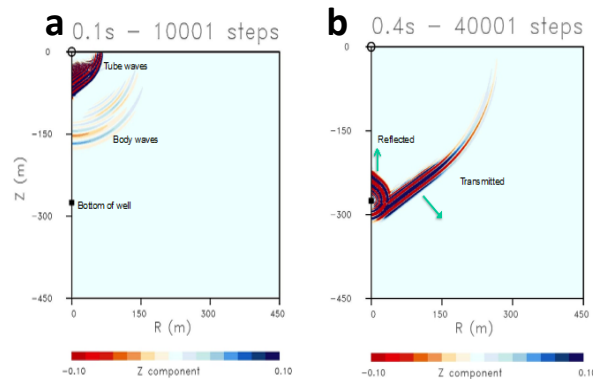 a
0.1s – 10001 steps
0
Tube waves
-150
Body waves
Z (m)
Bottom of well
-300
-450
0 150 300 450
R (m)
-0.10 0.10
Z component
b
0.4s – 40001 steps
0
-150
Reflected
Transmitted
-300
-450
0 150 300 450
R (m)
-0.10 0.10
Z component